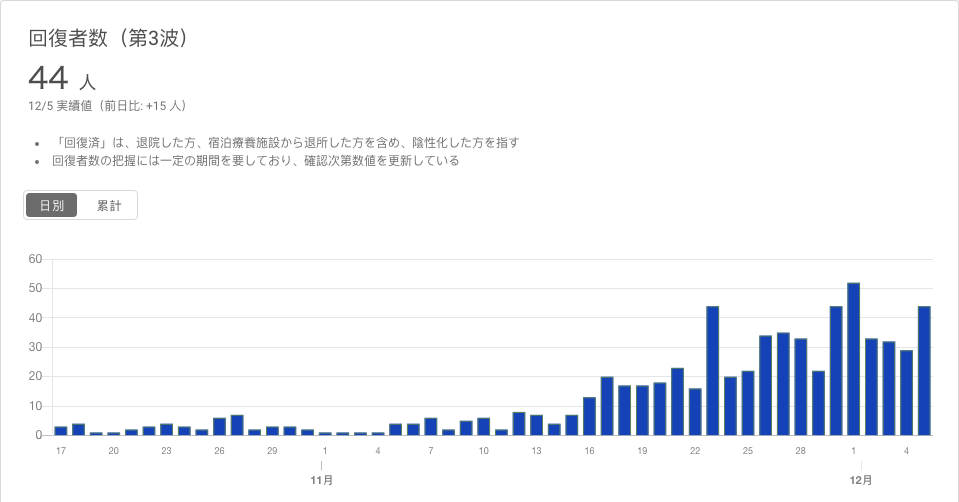 回復者数（第3波）
44 人
12/5 実績値（前日比: +15 人）
• 「回復済」は、退院した方、宿泊療養施設から退所した方を含め、陰性化した方を指す
• 回復者数の把握には一定の期間を要しており、確認次第数値を更新している
日別 累計
60
50
40
30
20
10
0
17 20 23 26 29 1 4 7 10 13 16 19 22 25 28 1 4
11月 12月